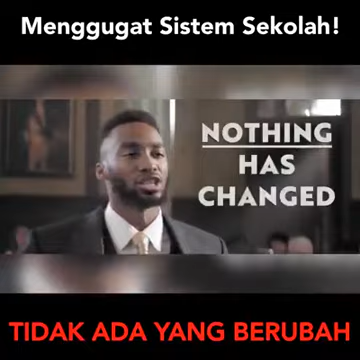 Menggugat Sistem Sekolah!
NOTHING
HAS
CHANGED
TIDAK ADA YANG BERUBAH